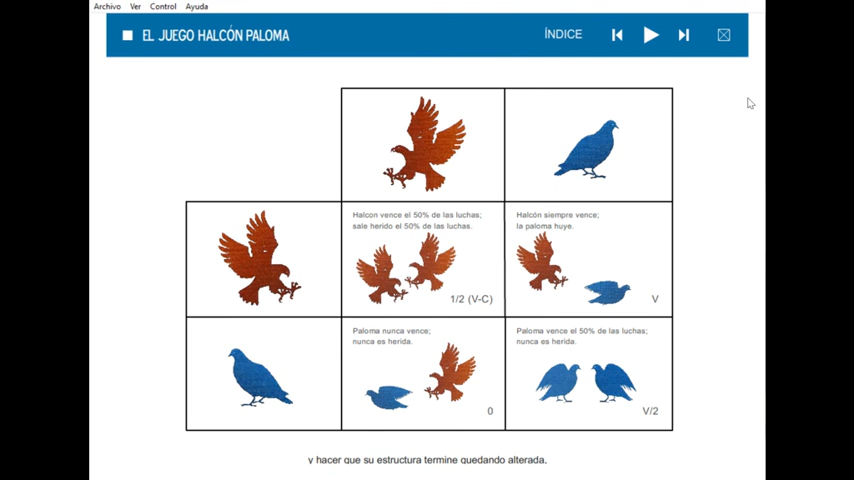 Archivo Ver Control Ayuda
EL JUEGO HALCÓN PALOMA
ÍNDICE
Halcon vence el 50% de las luchas;
sale herido el 50% de las luchas.
1/2 (V-C)
Halcón siempre vence;
la paloma huye.
V
Paloma nunca vence;
nunca es herida.
0
Paloma vence el 50% de las luchas;
nunca es herida.
V/2
y hacer que su estructura termine quedando alterada,